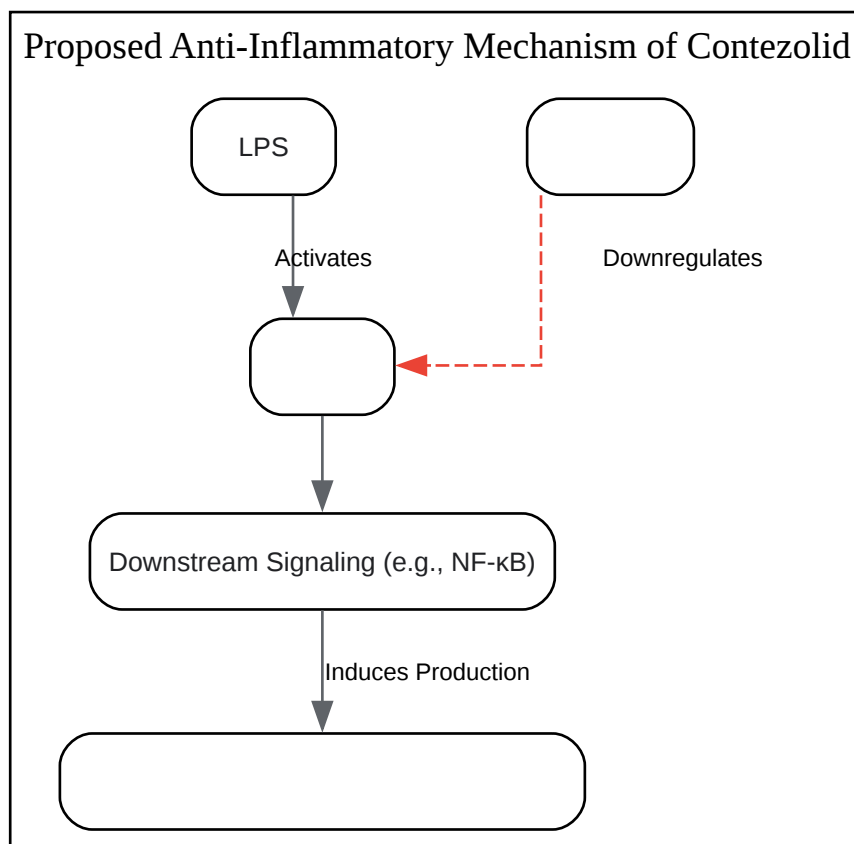 Proposed Anti-Inflammatory Mechanism of Contezolid
LPS
Activates
Downregulates
Downstream Signaling (e.g., NF-κB)
Induces Production